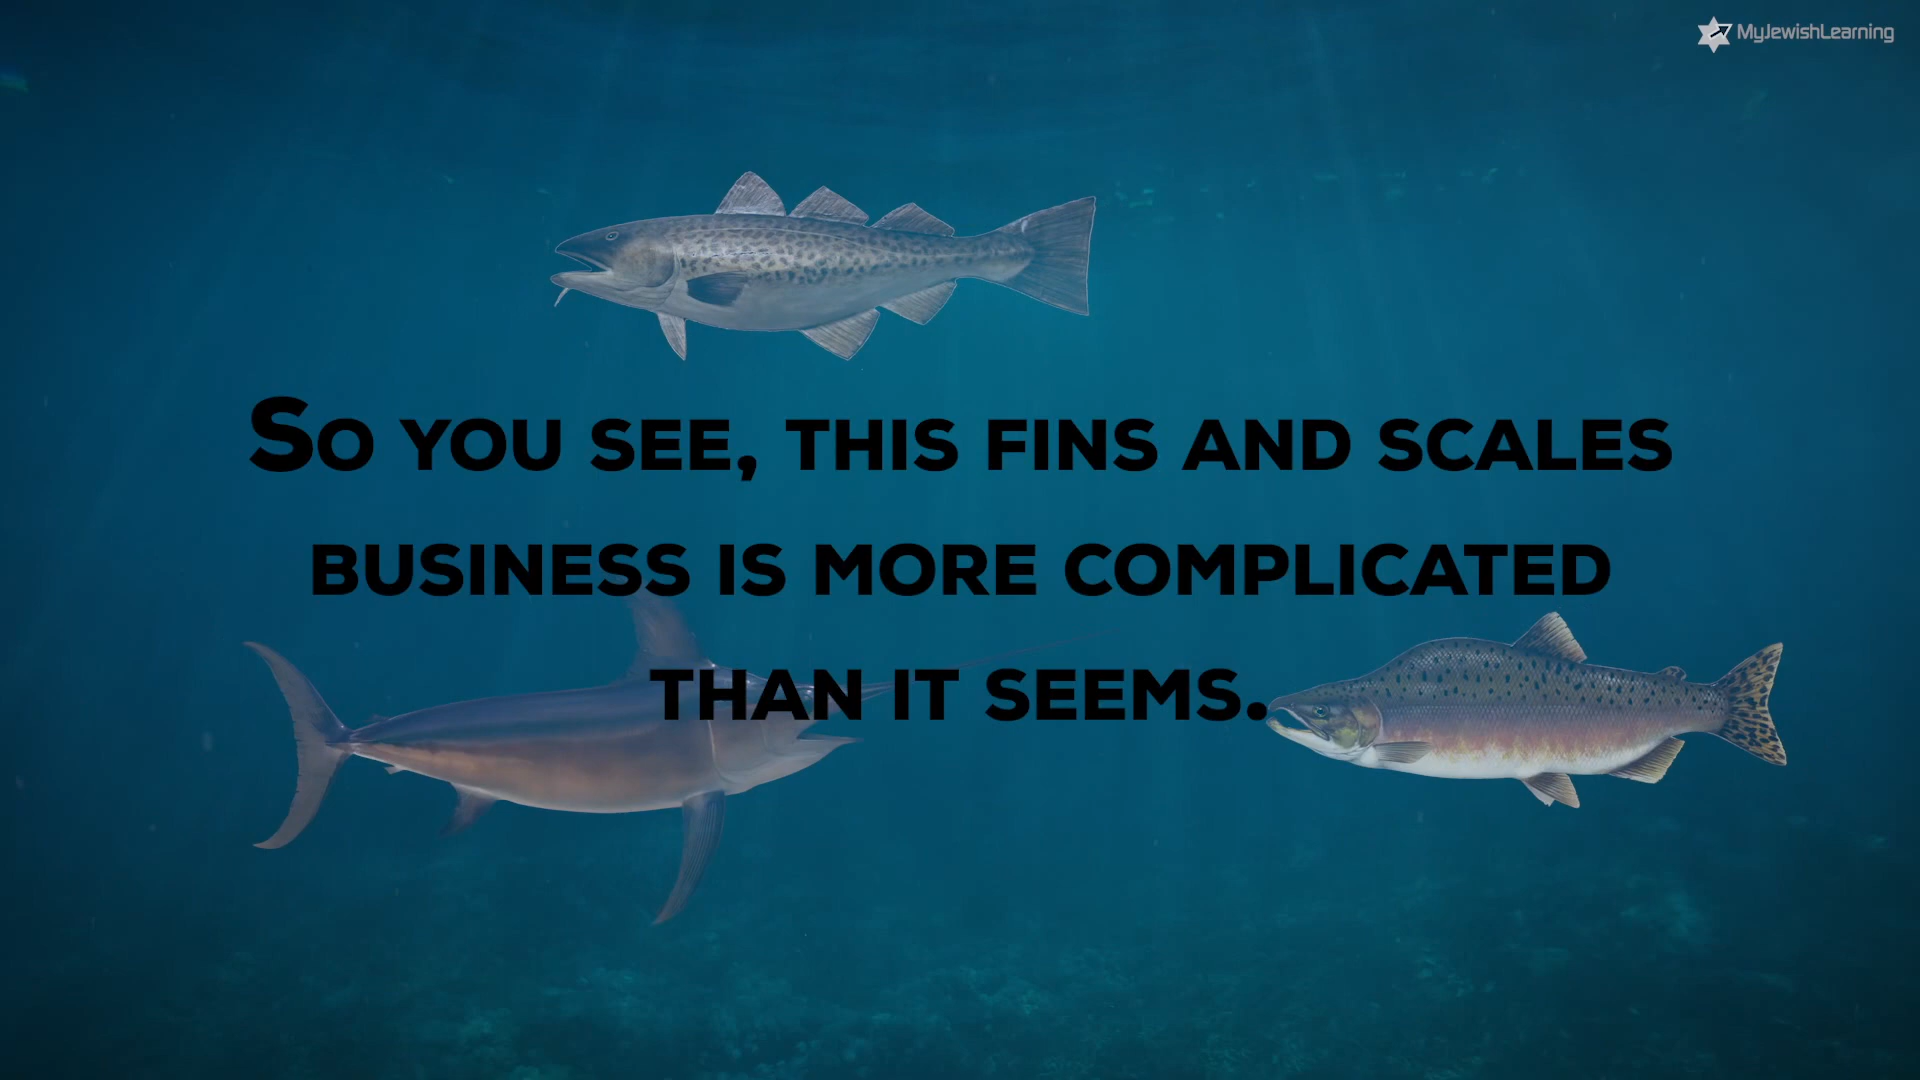 MyJewishLearning
So you see, this fins and scales
business is more complicated
than it seems.